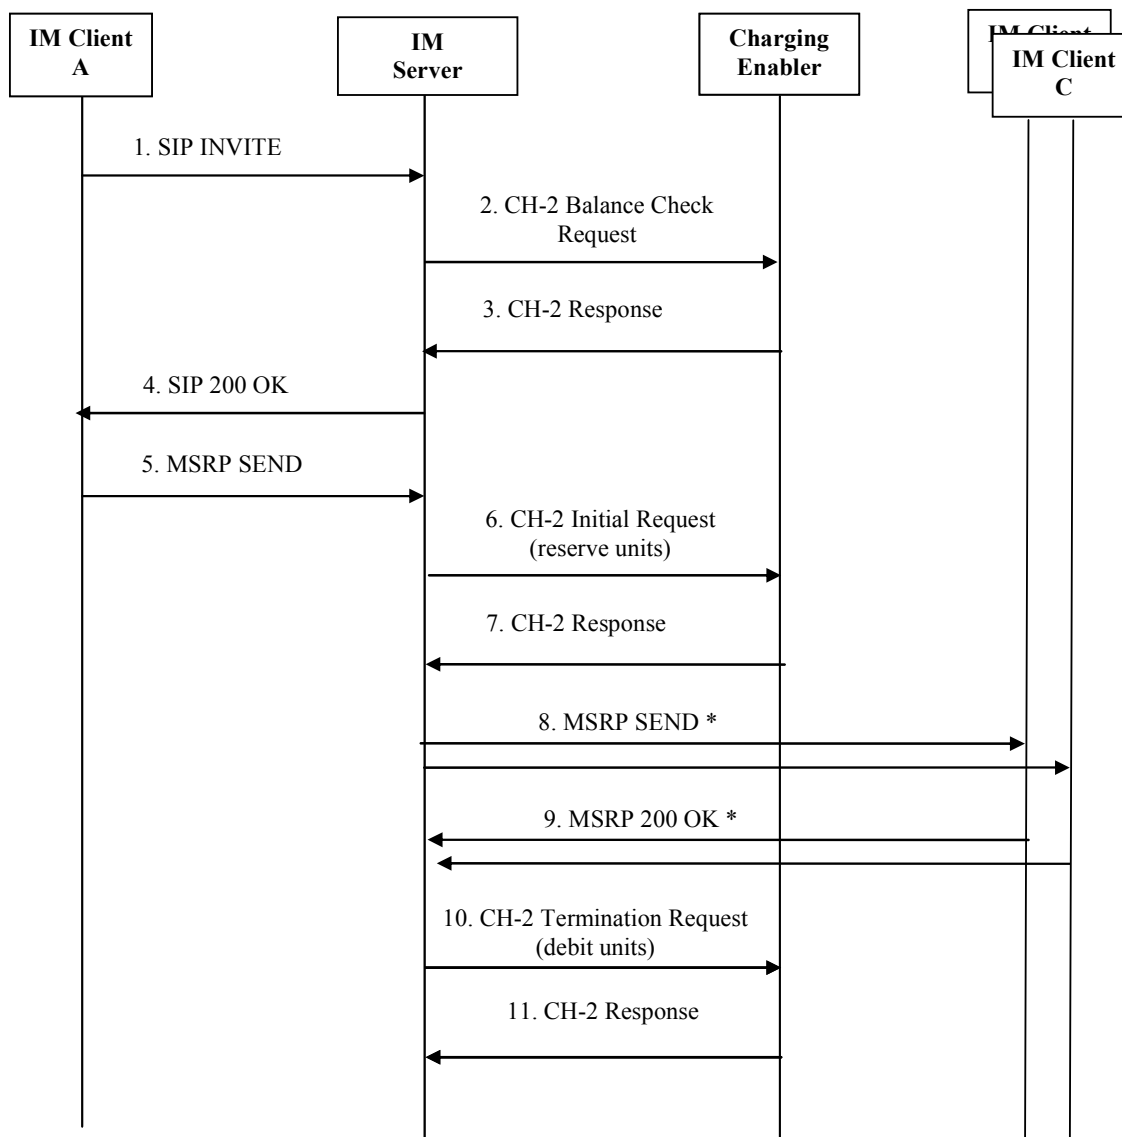 IM Client
A
IM
Server
Charging
Enabler
IM Client
IM Client
C
1. SIP INVITE
2. CH-2 Balance Check
Request
3. CH-2 Response
4. SIP 200 OK
5. MSRP SEND
6. CH-2 Initial Request
(reserve units)
7. CH-2 Response
8. MSRP SEND *
9. MSRP 200 OK *
10. CH-2 Termination Request
(debit units)
11. CH-2 Response